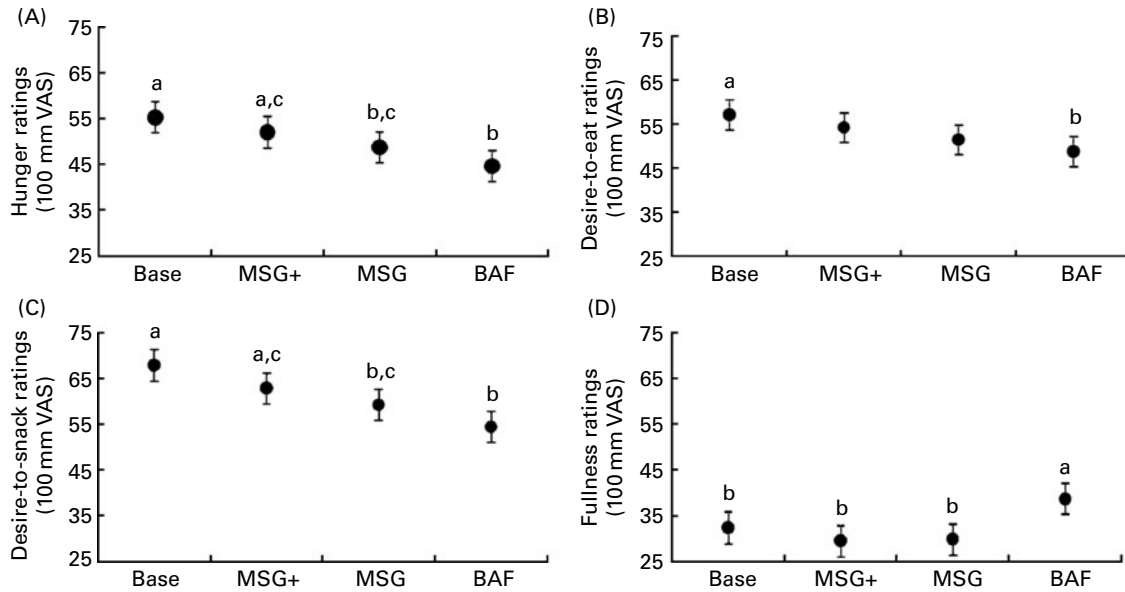 (A)
Hunger ratings
(100 mm VAS)
75
65
55
45
35
25
a
a,c
b,c
b
Base MSG+ MSG BAF
(B)
Desire-to-eat ratings
(100 mm VAS)
75
65
55
45
35
25
a
b
Base MSG+ MSG BAF
(C)
Desire-to-snack ratings
(100 mm VAS)
75
65
55
45
35
25
a
a,c
b,c
b
Base MSG+ MSG BAF
(D)
Fullness ratings
(100 mm VAS)
75
65
55
45
35
25
b
b
b
a
Base MSG+ MSG BAF